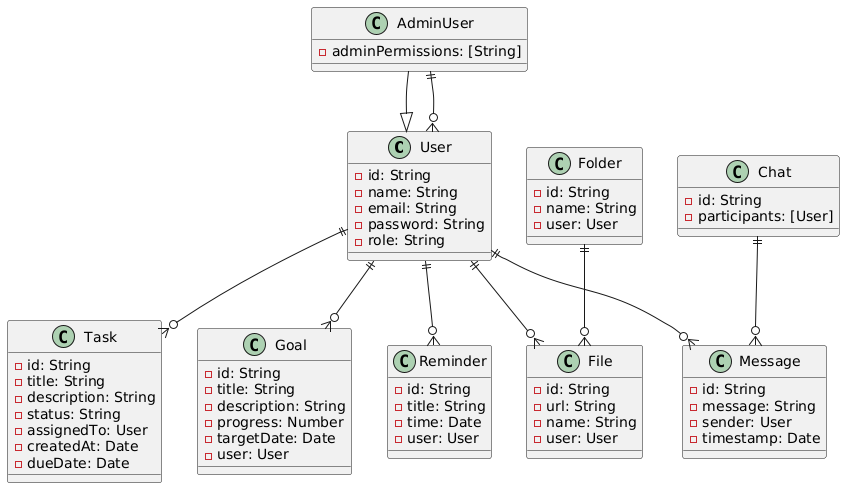 C AdminUser
adminPermissions: [String]
C User
id: String
name: String
email: String
password: String
role: String
C Folder
id: String
name: String
user: User
C Chat
id: String
participants: [User]
C Task
id: String
title: String
description: String
status: String
assignedTo: User
createdAt: Date
dueDate: Date
C Goal
id: String
title: String
description: String
progress: Number
targetDate: Date
user: User
C Reminder
id: String
title: String
time: Date
user: User
C File
id: String
url: String
name: String
user: User
C Message
id: String
message: String
sender: User
timestamp: Date